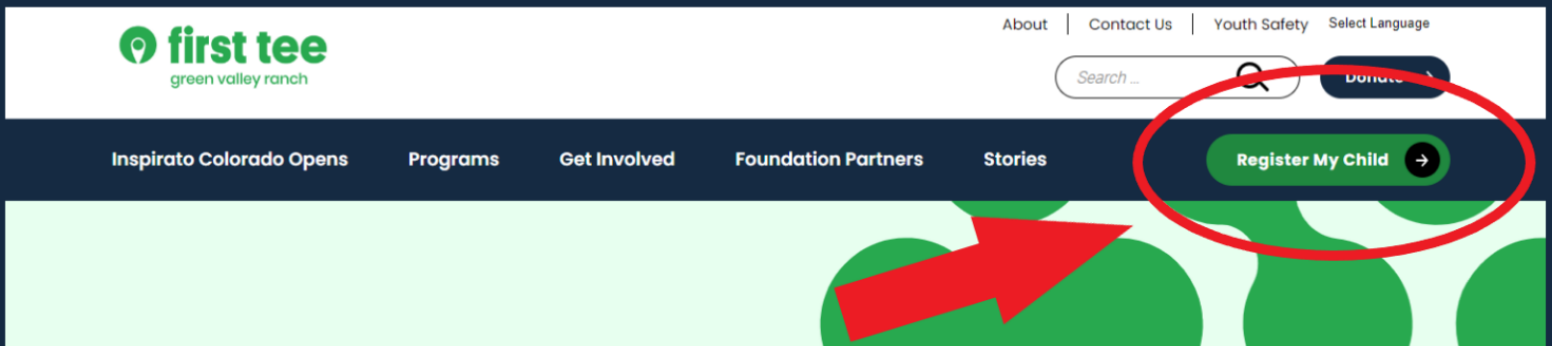 first tee
green valley ranch
About
Contact Us
Youth Safety
Select Language
Search ...
Donate
Inspirato Colorado Opens
Programs
Get Involved
Foundation Partners
Stories
Register My Child